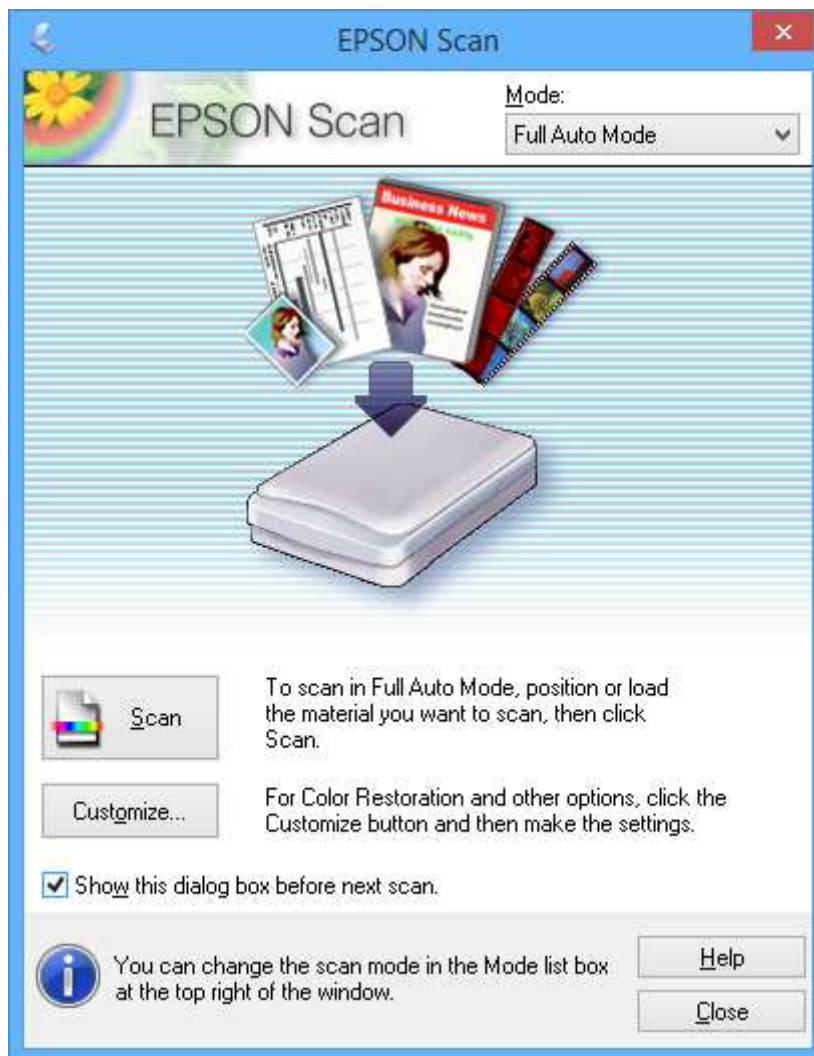 EPSON Scan
EPSON Scan
Mode:
Full Auto Mode
Business News
Scan
To scan in Full Auto Mode, position or load
the material you want to scan, then click
Scan.
Customize...
For Color Restoration and other options, click the
Customize button and then make the settings.
Show this dialog box before next scan.
You can change the scan mode in the Mode list box
at the top right of the window.
Help
Close